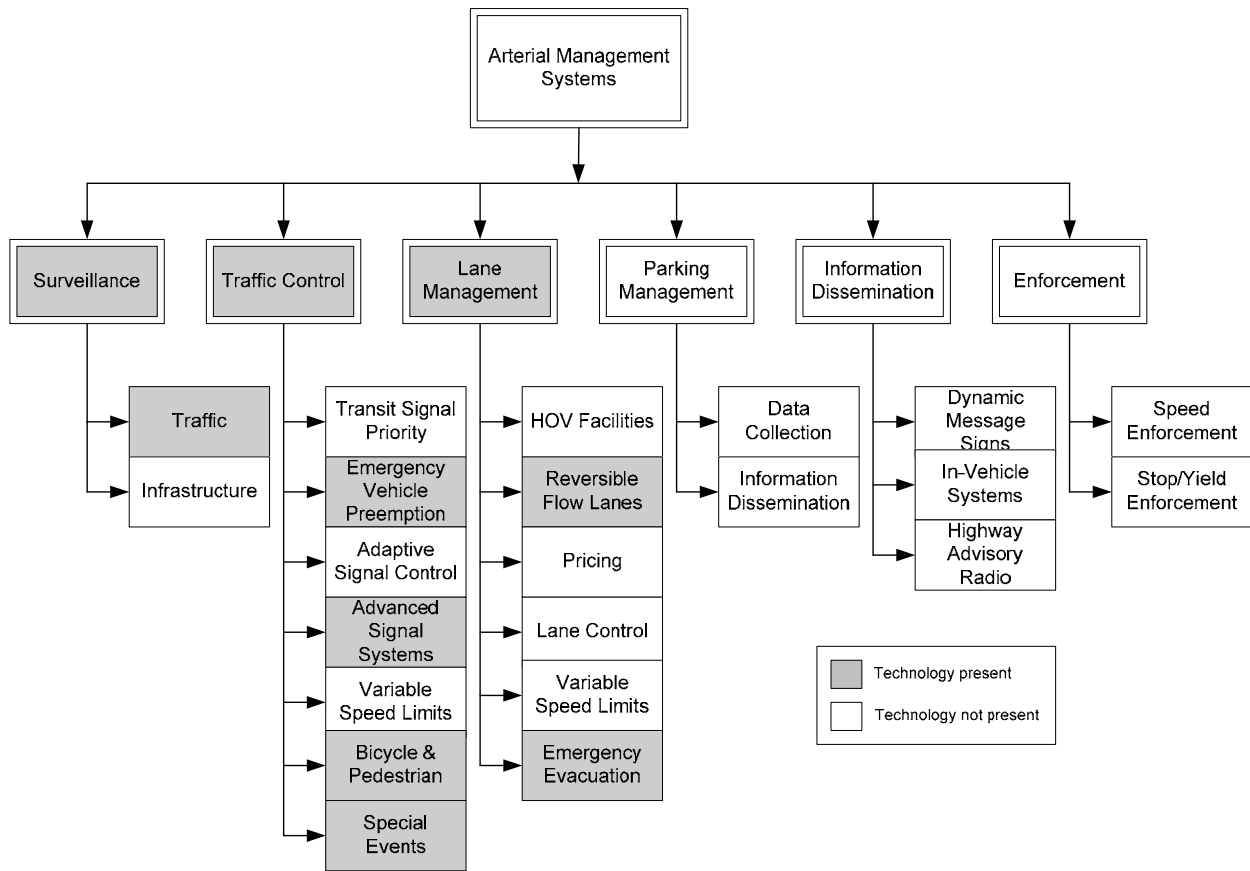 Arterial Management
Systems
Surveillance
Traffic Control
Lane
Management
Parking
Management
Information
Dissemination
Enforcement
Traffic
Infrastructure
Transit Signal
Priority
Emergency
Vehicle
Preemption
Adaptive
Signal Control
Advanced
Signal
Systems
Variable
Speed Limits
Bicycle &
Pedestrian
Special
Events
HOV Facilities
Reversible
Flow Lanes
Pricing
Lane Control
Variable
Speed Limits
Emergency
Evacuation
Data
Collection
Information
Dissemination
Dynamic
Message
Signs
In-Vehicle
Systems
Highway
Advisory
Radio
Speed
Enforcement
Stop/Yield
Enforcement
Technology present
Technology not present